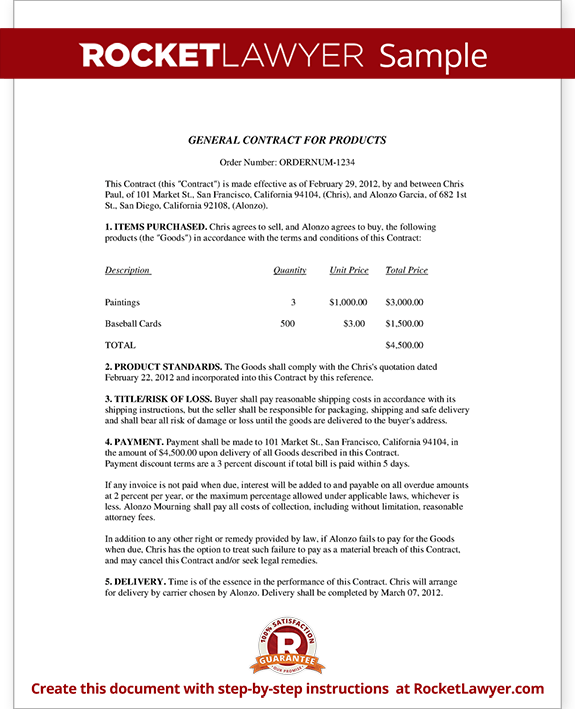 ROCKETLAWYER Sample
GENERAL CONTRACT FOR PRODUCTS
Order Number: ORDERNUM-1234
This Contract (this "Contract") is made effective as of February 29, 2012, by and between Chris
Paul, of 101 Market St., San Francisco, California 94104, (Chris), and Alonzo Garcia, of 682 1st
St., San Diego, California 92108, (Alonzo).
1. ITEMS PURCHASED. Chris agrees to sell, and Alonzo agrees to buy, the following
products (the "Goods") in accordance with the terms and conditions of this Contract:
Description Quantity Unit Price Total Price
Paintings 3 $1,000.00 $3,000.00
Baseball Cards 500 $3.00 $1,500.00
TOTAL $4,500.00
2. PRODUCT STANDARDS. The Goods shall comply with the Chris's quotation dated
February 22, 2012 and incorporated into this Contract by this reference.
3. TITLE/RISK OF LOSS. Buyer shall pay reasonable shipping costs in accordance with its
shipping instructions, but the seller shall be responsible for packaging, shipping and safe delivery
and shall bear all risk of damage or loss until the goods are delivered to the buyer's address.
4. PAYMENT. Payment shall be made to 101 Market St., San Francisco, California 94104, in
the amount of $4,500.00 upon delivery of all Goods described in this Contract.
Payment discount terms are a 3 percent discount if total bill is paid within 5 days.
If any invoice is not paid when due, interest will be added to and payable on all overdue amounts
at 2 percent per year, or the maximum percentage allowed under applicable laws, whichever is
less. Alonzo Mourning shall pay all costs of collection, including without limitation, reasonable
attorney fees.
In addition to any other right or remedy provided by law, if Alonzo fails to pay for the Goods
when due, Chris has the option to treat such failure to pay as a material breach of this Contract,
and may cancel this Contract and/or seek legal remedies.
5. DELIVERY. Time is of the essence in the performance of this Contract. Chris will arrange
for delivery by carrier chosen by Alonzo. Delivery shall be completed by March 07, 2012.
100% SATISFACTION
R
GUARANTEE
OUR PROMISE
Create this document with step-by-step instructions at RocketLawyer.com